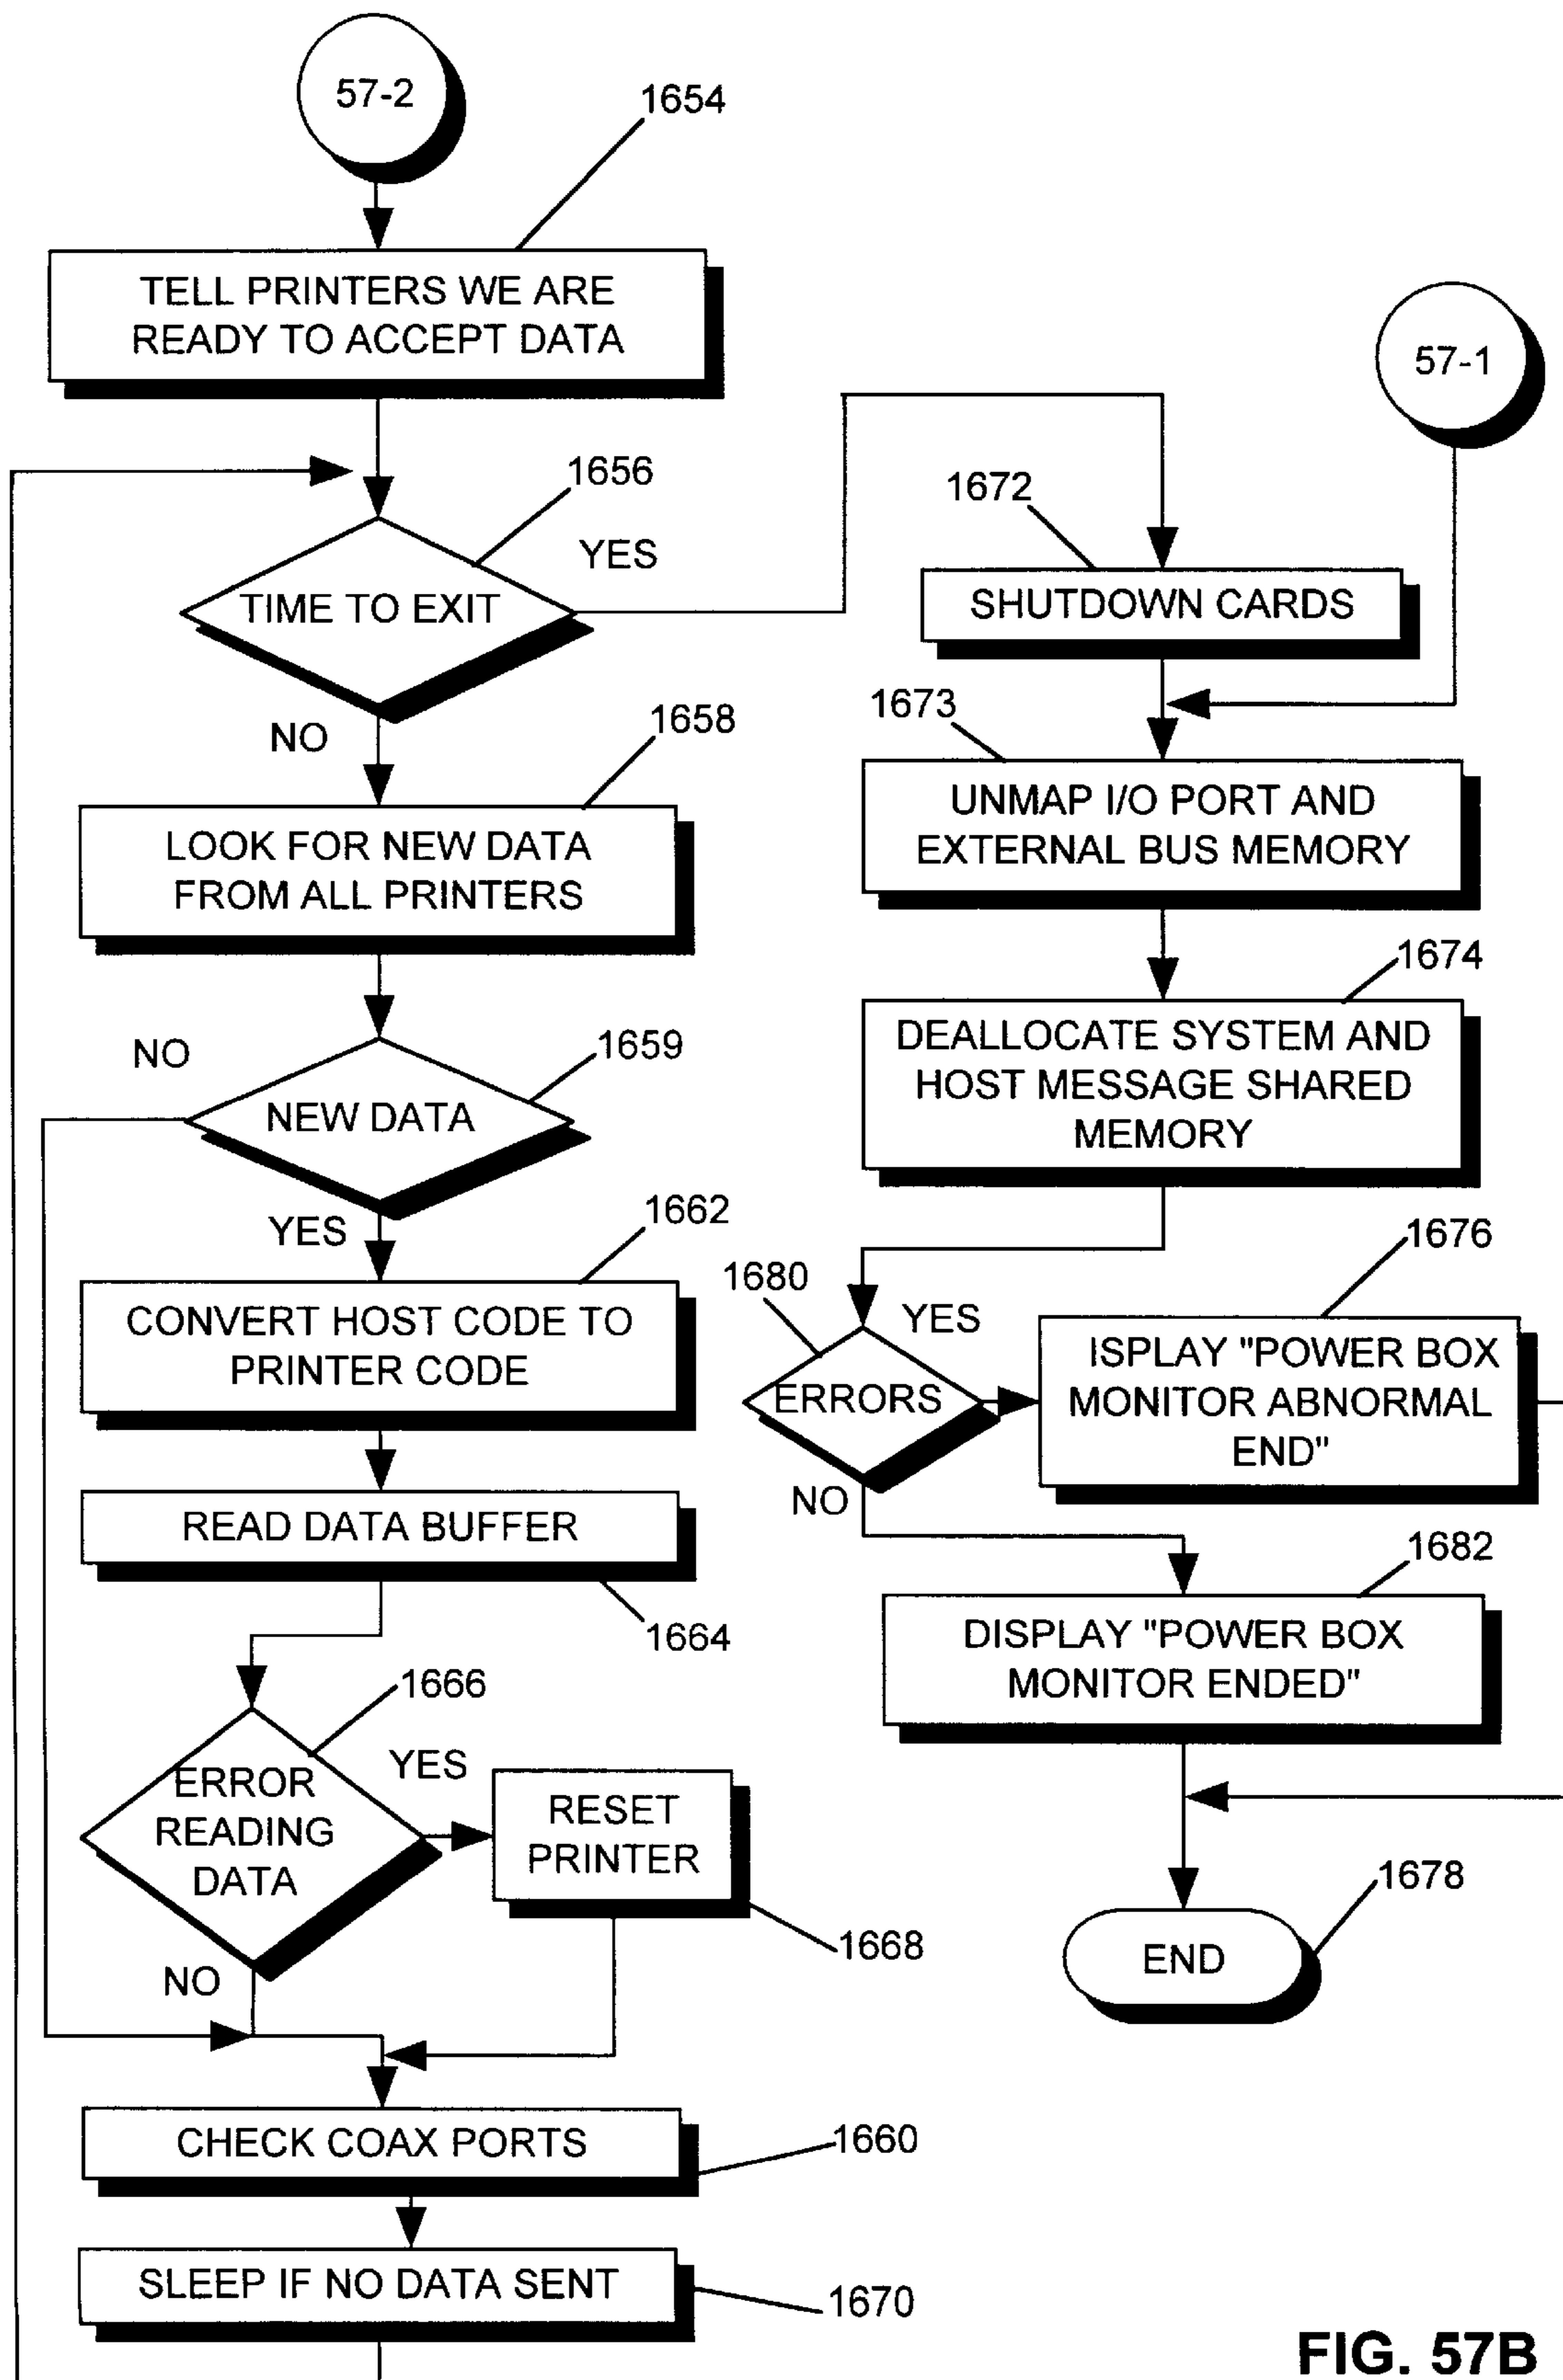 57-2
1654
TELL PRINTERS WE ARE
READY TO ACCEPT DATA
57-1
1656
YES
TIME TO EXIT
NO
1672
SHUTDOWN CARDS
1658
LOOK FOR NEW DATA
FROM ALL PRINTERS
1673
UNMAP I/O PORT AND
EXTERNAL BUS MEMORY
NO
1659
NEW DATA
YES
1674
DEALLOCATE SYSTEM AND
HOST MESSAGE SHARED
MEMORY
1662
CONVERT HOST CODE TO
PRINTER CODE
1680
YES
ERRORS
NO
1676
ISPLAY "POWER BOX
MONITOR ABNORMAL
END"
READ DATA BUFFER
1664
1682
DISPLAY "POWER BOX
MONITOR ENDED"
1666
YES
ERROR
READING
DATA
NO
RESET
PRINTER
1668
1678
END
CHECK COAX PORTS
1660
SLEEP IF NO DATA SENT
1670
FIG. 57B